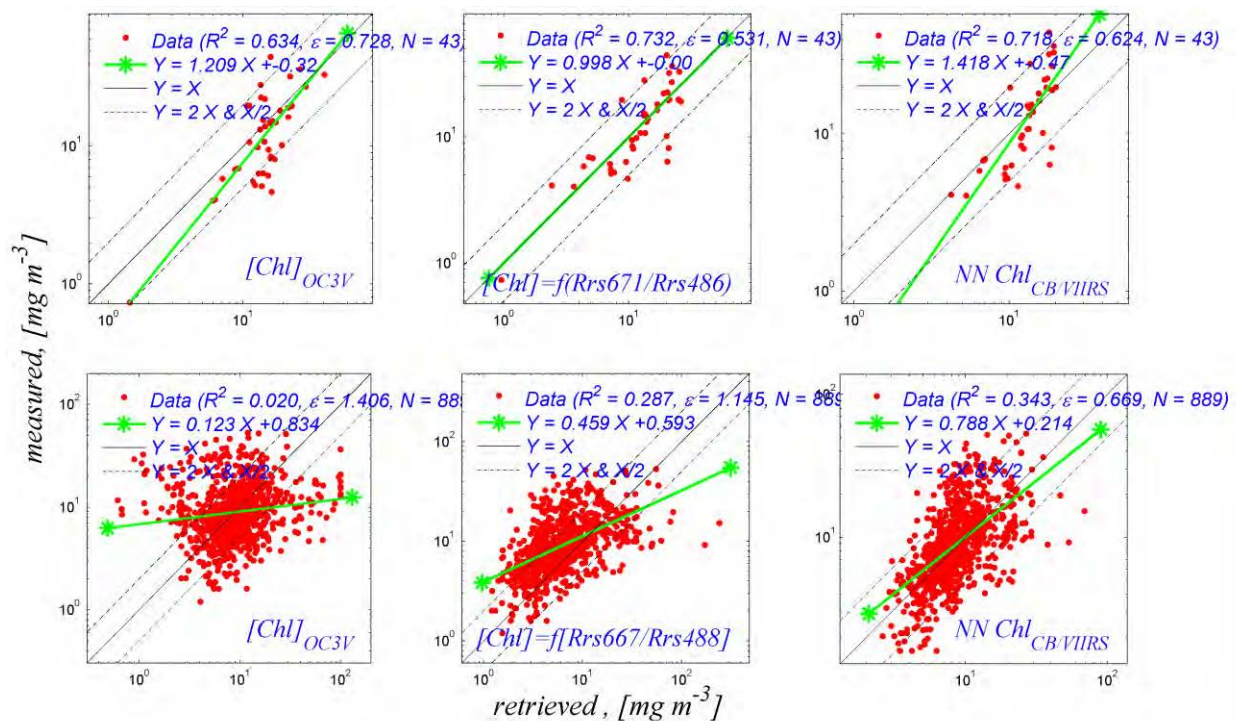 measured, [mg m⁻³]
Data (R² = 0.634, ε = 0.728, N = 43)
Y = 1.209 X +-0.32
Y = X
Y = 2 X & X/2
10¹
10⁰
10⁰
10¹
[Chl]OC3V
Data (R² = 0.732, ε = 0.531, N = 43)
Y = 0.998 X +-0.00
Y = X
Y = 2 X & X/2
10¹
10⁰
10⁰
10¹
[Chl]=f(Rrs671/Rrs486)
Data (R² = 0.718, ε = 0.624, N = 43)
Y = 1.418 X +-0.47
Y = X
Y = 2 X & X/2
10¹
10⁰
10⁰
10¹
NN ChlCB/VIIRS
Data (R² = 0.020, ε = 1.406, N = 889
Y = 0.123 X +0.834
Y = X
Y = 2 X & X/2
10²
10¹
10⁰
10⁰
10¹
10²
[Chl]OC3V
Data (R² = 0.287, ε = 1.145, N = 889
Y = 0.459 X +0.593
Y = X
Y = 2 X & X/2
10²
10¹
10⁰
10⁰
10¹
10²
[Chl]=f[Rrs667/Rrs488]
Data (R² = 0.343, ε = 0.669, N = 889)
Y = 0.788 X +0.214
Y = X
Y = 2 X & X/2
10²
10¹
10⁰
10¹
10²
NN ChlCB/VIIRS
retrieved , [mg m⁻³]